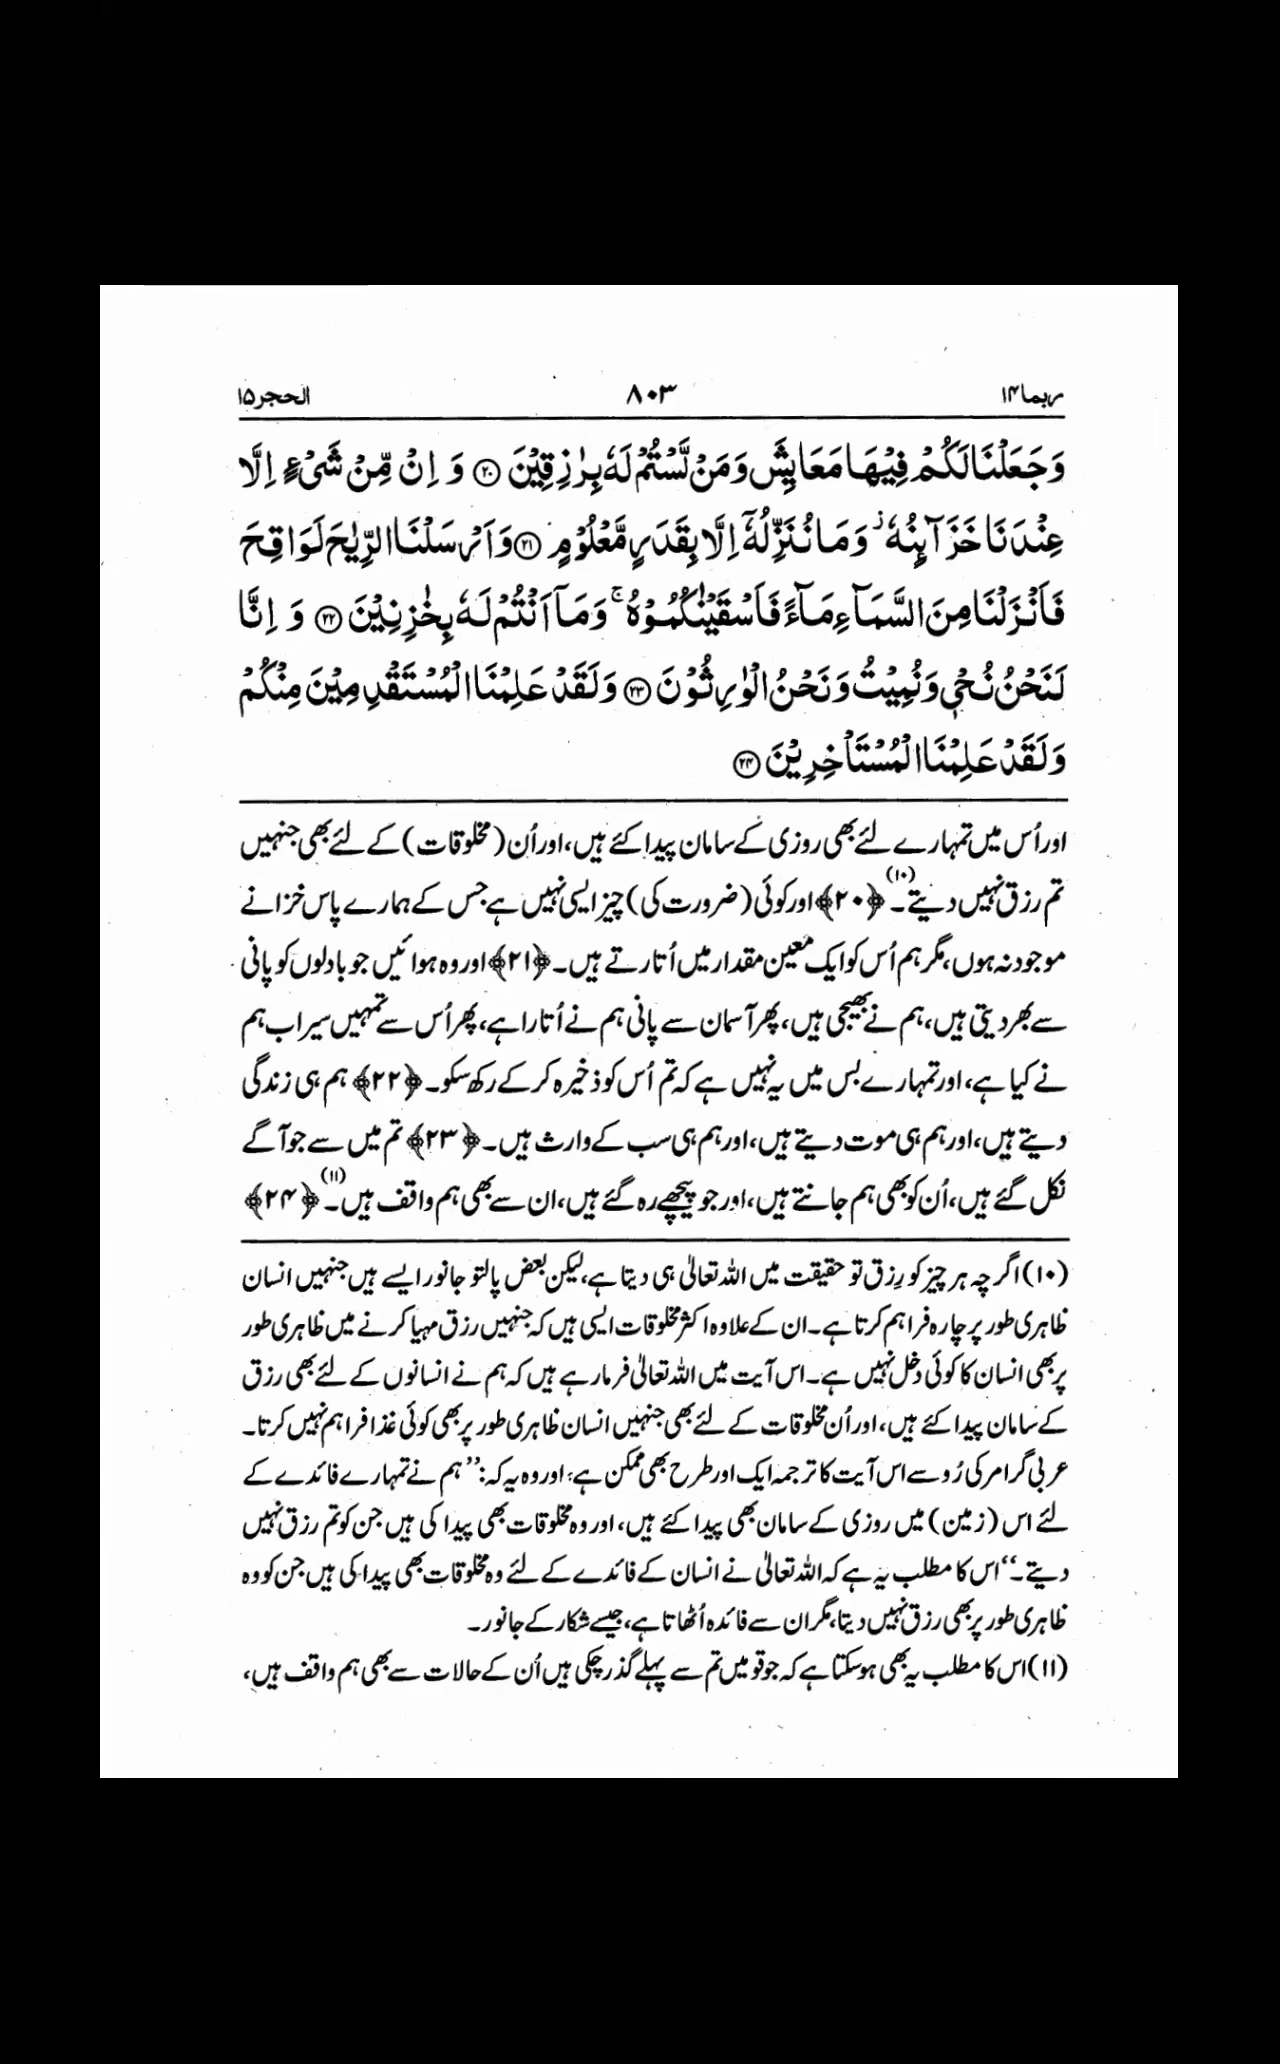 ربما ۱۴
۸۰۳
الحجر ۱۵
وَجَعَلْنَا لَكُمْ فِيْهَا مَعَايِشَ وَمَنْ لَّسْتُمْ لَهٗ بِرٰزِقِيْنَ ﴿۲۰﴾ وَ اِنْ مِّنْ شَىْءٍ اِلَّا
عِنْدَنَا خَزَآئِنُهٗ ۫ وَمَا نُنَزِّلُهٗۤ اِلَّا بِقَدَرٍ مَّعْلُوْمٍ ﴿۲۱﴾ وَاَرْسَلْنَا الرِّيٰحَ لَوَاقِحَ
فَاَنْزَلْنَا مِنَ السَّمَآءِ مَآءً فَاَسْقَيْنٰكُمُوْهُ ۚ وَمَاۤ اَنْتُمْ لَهٗ بِخٰزِنِيْنَ ﴿۲۲﴾ وَ اِنَّا
لَنَحْنُ نُحْيٖ وَنُمِيْتُ وَنَحْنُ الْوٰرِثُوْنَ ﴿۲۳﴾ وَلَقَدْ عَلِمْنَا الْمُسْتَقْدِمِيْنَ مِنْكُمْ
وَلَقَدْ عَلِمْنَا الْمُسْتَاْخِرِيْنَ ﴿۲۴﴾
اور اُس میں تمہارے لئے بھی روزی کے سامان پیدا کئے ہیں، اور اُن (مخلوقات) کے لئے بھی جنہیں
تم رزق نہیں دیتے۔(۱۰) ﴿۲۰﴾ اور کوئی (ضرورت کی) چیز ایسی نہیں ہے جس کے ہمارے پاس خزانے
موجود نہ ہوں، مگر ہم اُس کو ایک معین مقدار میں اُتارتے ہیں۔ ﴿۲۱﴾ اور وہ ہوائیں جو بادلوں کو پانی
سے بھر دیتی ہیں، ہم نے بھیجی ہیں، پھر آسمان سے پانی ہم نے اُتارا ہے، پھر اُس سے تمہیں سیراب ہم
نے کیا ہے، اور تمہارے بس میں یہ نہیں ہے کہ تم اُس کو ذخیرہ کر کے رکھ سکو۔ ﴿۲۲﴾ ہم ہی زندگی
دیتے ہیں، اور ہم ہی موت دیتے ہیں، اور ہم ہی سب کے وارث ہیں۔ ﴿۲۳﴾ تم میں سے جو آگے
نکل گئے ہیں، اُن کو بھی ہم جانتے ہیں، اور جو پیچھے رہ گئے ہیں، ان سے بھی ہم واقف ہیں۔(۱۱) ﴿۲۴﴾
(۱۰) اگر چہ ہر چیز کو رِزق تو حقیقت میں اللہ تعالیٰ ہی دیتا ہے، لیکن بعض پالتو جانور ایسے ہیں جنہیں انسان
ظاہری طور پر چارہ فراہم کرتا ہے۔ ان کے علاوہ اکثر مخلوقات ایسی ہیں کہ جنہیں رزق مہیا کرنے میں ظاہری طور
پر بھی انسان کا کوئی دخل نہیں ہے۔ اس آیت میں اللہ تعالیٰ فرمارہے ہیں کہ ہم نے انسانوں کے لئے بھی رزق
کے سامان پیدا کئے ہیں، اور اُن مخلوقات کے لئے بھی جنہیں انسان ظاہری طور پر بھی کوئی غذا فراہم نہیں کرتا۔
عربی گرامر کی رُو سے اس آیت کا ترجمہ ایک اور طرح بھی ممکن ہے، اور وہ یہ کہ: ”ہم نے تمہارے فائدے کے
لئے اس (زمین) میں روزی کے سامان بھی پیدا کئے ہیں، اور وہ مخلوقات بھی پیدا کی ہیں جن کو تم رزق نہیں
دیتے۔“ اس کا مطلب یہ ہے کہ اللہ تعالیٰ نے انسان کے فائدے کے لئے وہ مخلوقات بھی پیدا کی ہیں جن کو وہ
ظاہری طور پر بھی رزق نہیں دیتا، مگر ان سے فائدہ اُٹھاتا ہے، جیسے شکار کے جانور۔
(۱۱) اس کا مطلب یہ بھی ہو سکتا ہے کہ جو قومیں تم سے پہلے گذر چکی ہیں اُن کے حالات سے بھی ہم واقف ہیں،